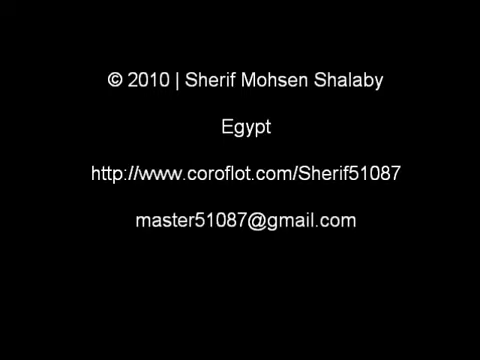 © 2010 | Sherif Mohsen Shalaby
Egypt
http://www.coroflot.com/Sherif51087
master51087@gmail.com